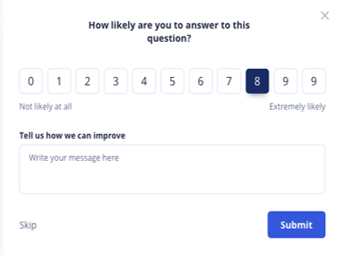 How likely are you to answer to this
question?
0 1 2 3 4 5 6 7 8 9 9
Not likely at all Extremely likely
Tell us how we can improve
Write your message here
Skip Submit